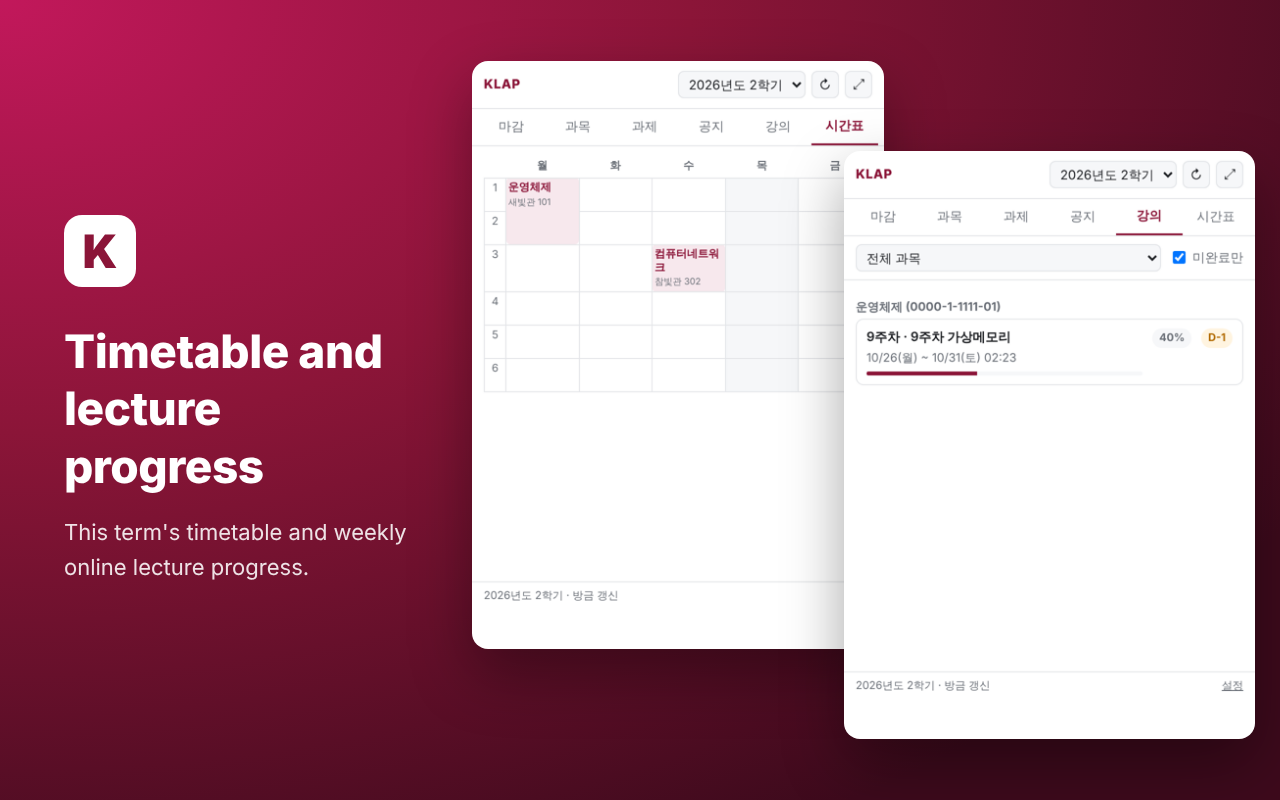 K
Timetable and
lecture
progress
This term's timetable and weekly
online lecture progress.
KLAP
2026년도 2학기
마감 과목 과제 공지 강의 시간표
월 화 수 목 금
1 운영체제
새빛관 101
2
3 컴퓨터네트워
크
참빛관 302
4
5
6
2026년도 2학기 · 방금 갱신
KLAP
2026년도 2학기
마감 과목 과제 공지 강의 시간표
전체 과목 미완료만
운영체제 (0000-1-1111-01)
9주차 · 9주차 가상메모리 40% D-1
10/26(월) ~ 10/31(토) 02:23
2026년도 2학기 · 방금 갱신 설정